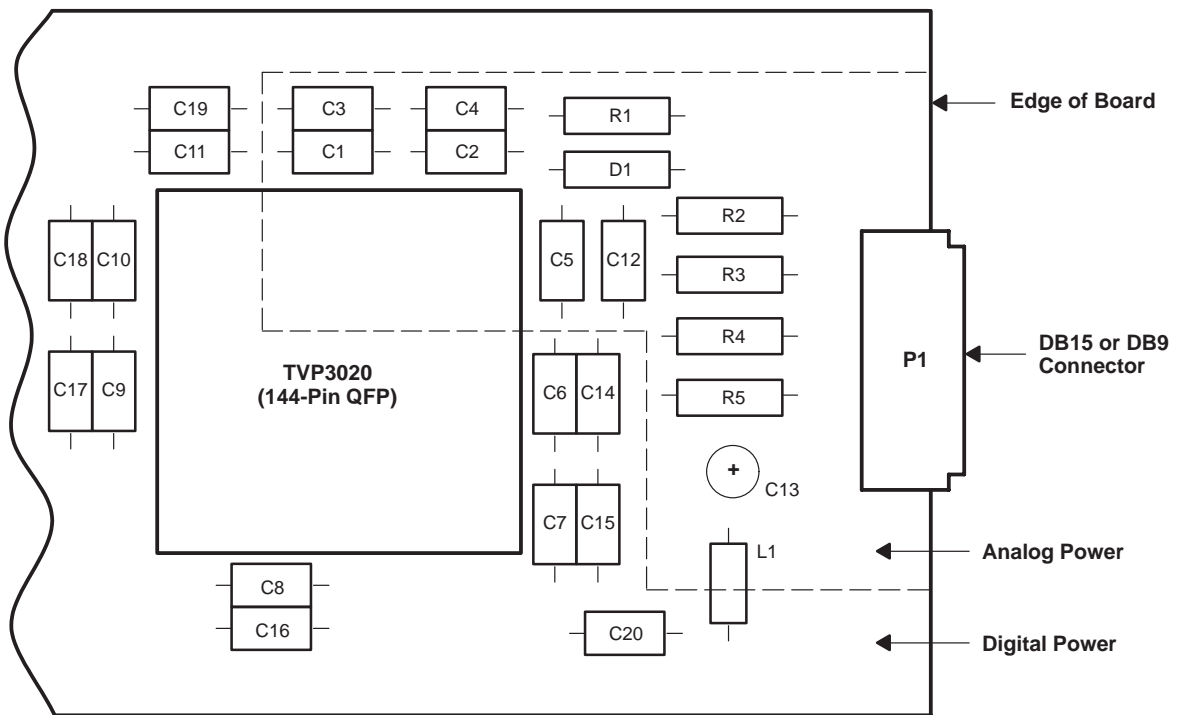 C19
C3
C4
R1
Edge of Board
C11
C1
C2
D1
R2
C18
C10
C5
C12
R3
R4
DB15 or DB9
Connector
P1
TVP3020
(144-Pin QFP)
C17
C9
C6
C14
R5
+
C13
C7
C15
L1
Analog Power
C8
C16
C20
Digital Power